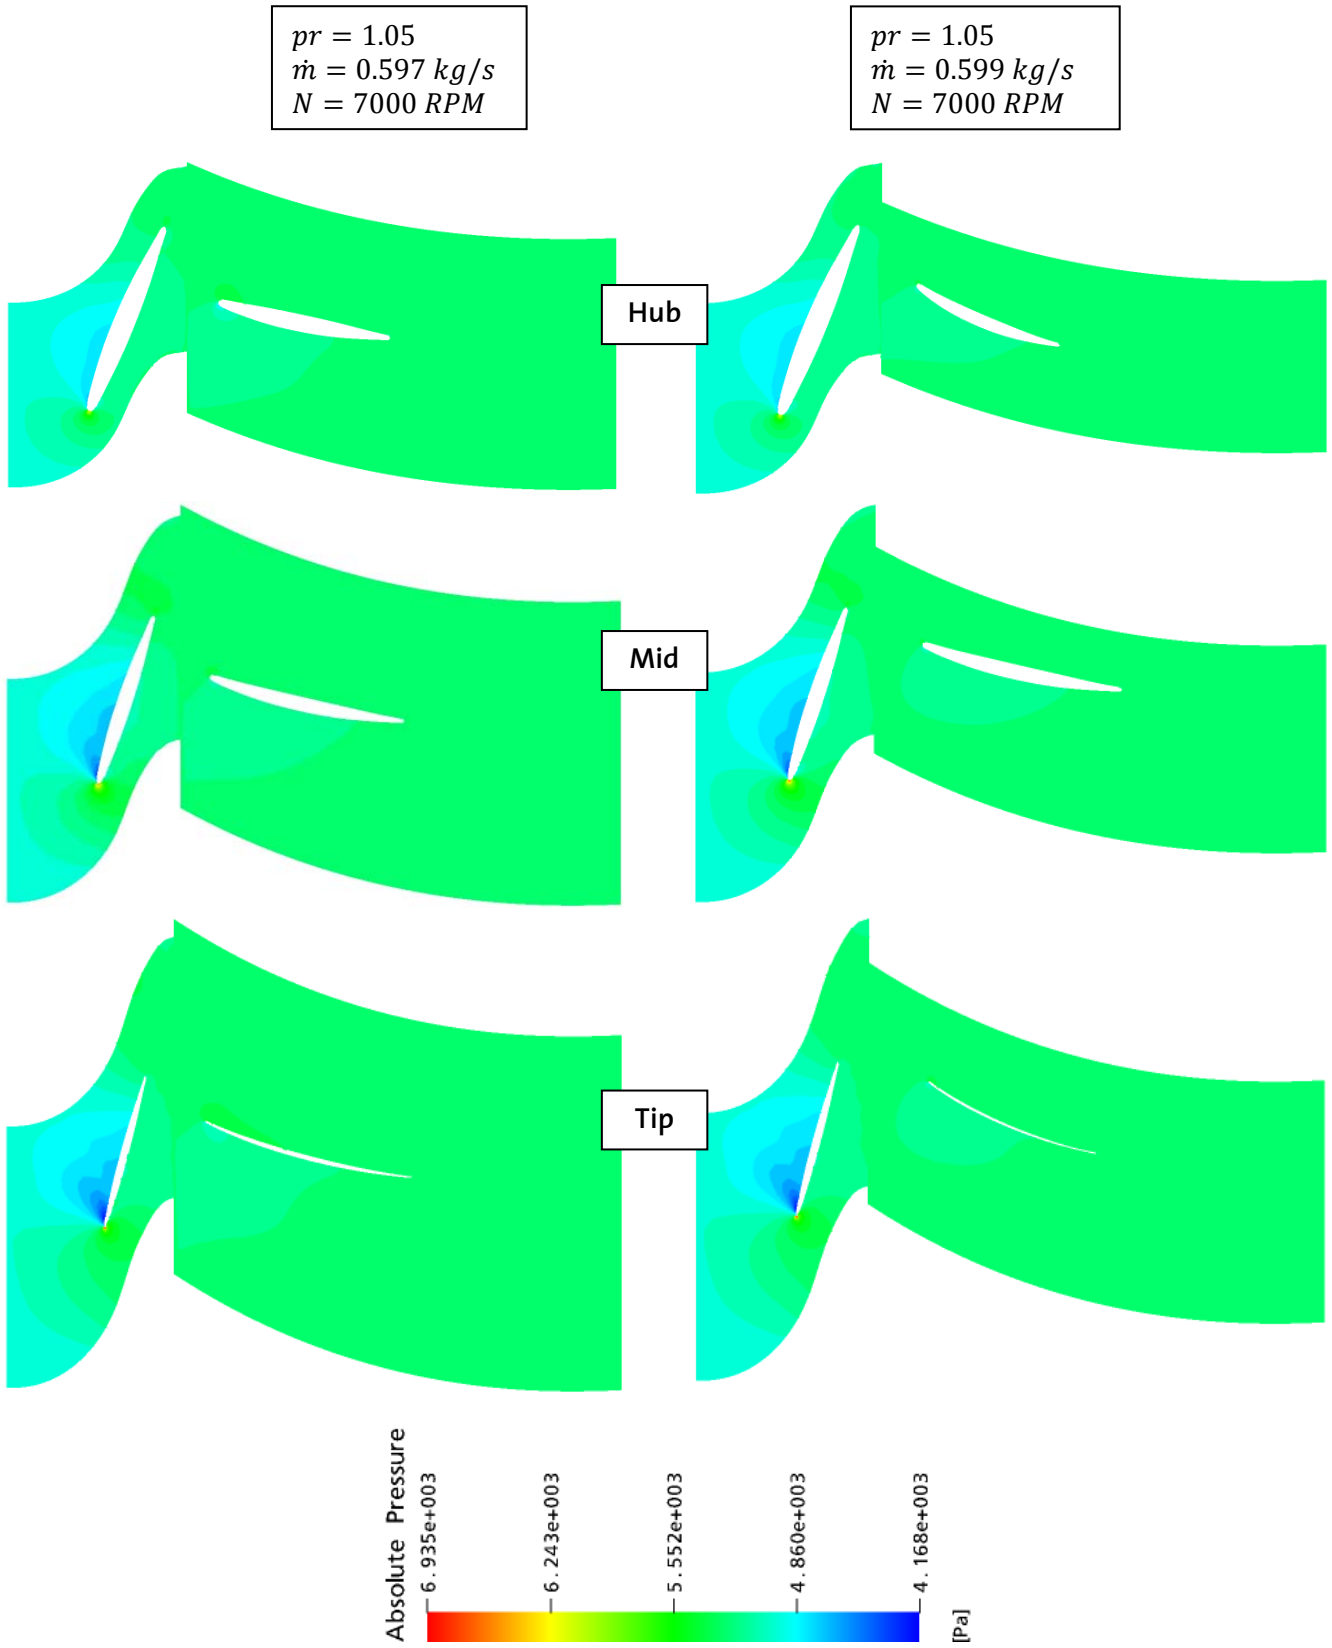 pr = 1.05
ṁ = 0.597 kg/s
N = 7000 RPM
pr = 1.05
ṁ = 0.599 kg/s
N = 7000 RPM
Hub
Mid
Tip
Absolute Pressure
6.935e+003
6.243e+003
5.552e+003
4.860e+003
4.168e+003
[Pa]